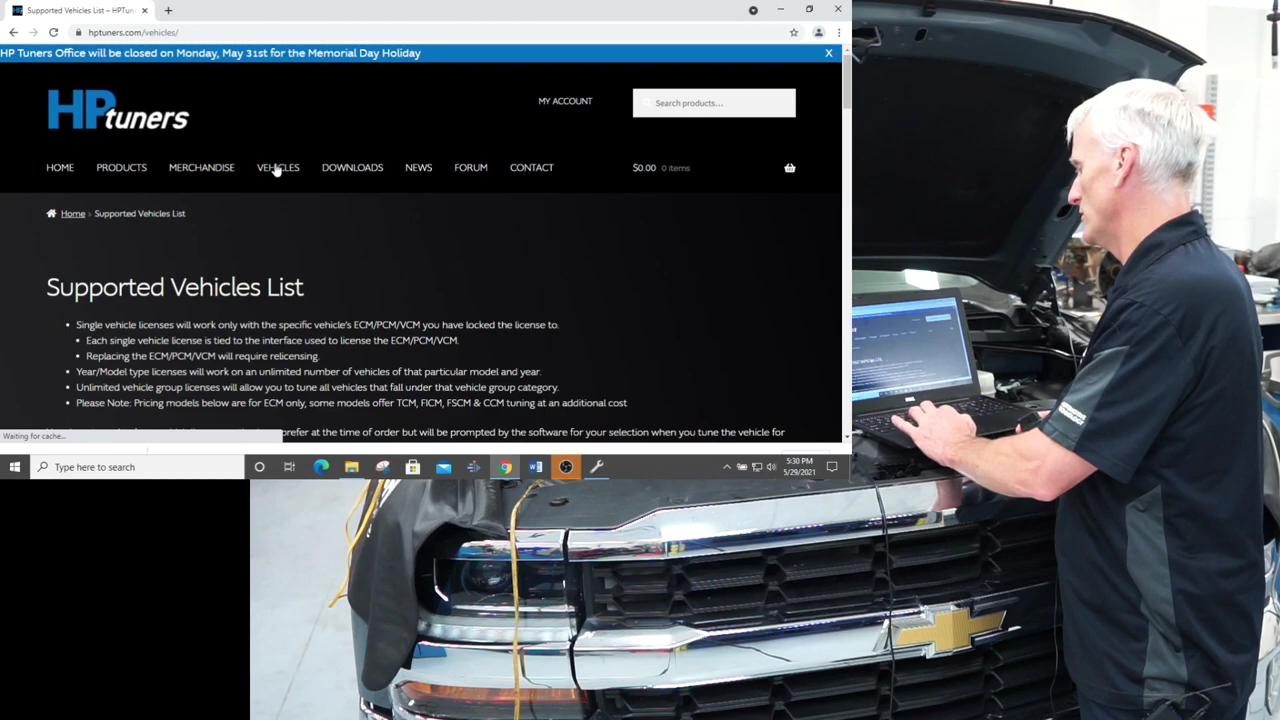 Supported Vehicles List – HPTun
hptuners.com/vehicles/
HP Tuners Office will be closed on Monday, May 31st for the Memorial Day Holiday
X
HPtuners
MY ACCOUNT
Search products...
HOME PRODUCTS MERCHANDISE VEHICLES DOWNLOADS NEWS FORUM CONTACT $0.00 0 items
Home › Supported Vehicles List
Supported Vehicles List
• Single vehicle licenses will work only with the specific vehicle's ECM/PCM/VCM you have locked the license to.
• Each single vehicle license is tied to the interface used to license the ECM/PCM/VCM.
• Replacing the ECM/PCM/VCM will require relicensing.
• Year/Model type licenses will work on an unlimited number of vehicles of that particular model and year.
• Unlimited vehicle group licenses will allow you to tune all vehicles that fall under that vehicle group category.
• Please Note: Pricing models below are for ECM only, some models offer TCM, FICM, FSCM & CCM tuning at an additional cost
prefer at the time of order but will be prompted by the software for your selection when you tune the vehicle for
Waiting for cache...
Type here to search
5:30 PM
5/29/2021
DELL